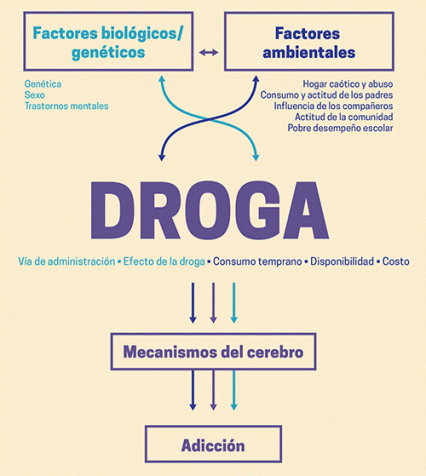 Factores biológicos/
genéticos
Factores
ambientales
Genética
Sexo
Trastornos mentales
Hogar caótico y abuso
Consumo y actitud de los padres
Influencia de los compañeros
Actitud de la comunidad
Pobre desempeño escolar
DROGA
Vía de administración ▪ Efecto de la droga ▪ Consumo temprano ▪ Disponibilidad ▪ Costo
Mecanismos del cerebro
Adicción